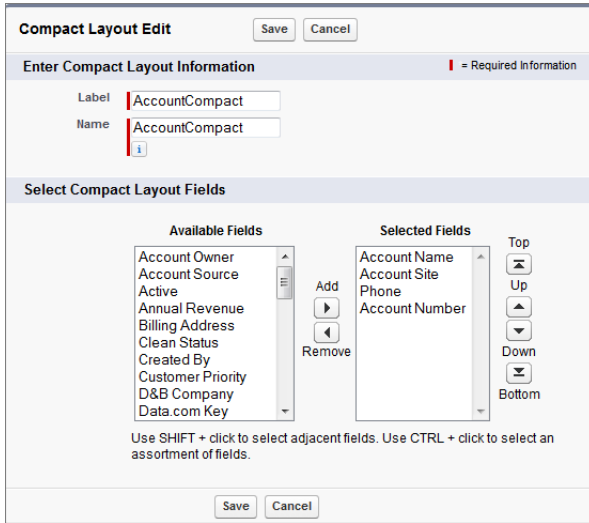 Compact Layout Edit
Save
Cancel
Enter Compact Layout Information
= Required Information
Label
AccountCompact
Name
AccountCompact
i
Select Compact Layout Fields
Available Fields
Account Owner
Account Source
Active
Annual Revenue
Billing Address
Clean Status
Created By
Customer Priority
D&B Company
Data.com Key
Add
Remove
Selected Fields
Account Name
Account Site
Phone
Account Number
Top
Up
Down
Bottom
Use SHIFT + click to select adjacent fields. Use CTRL + click to select an
assortment of fields.
Save
Cancel